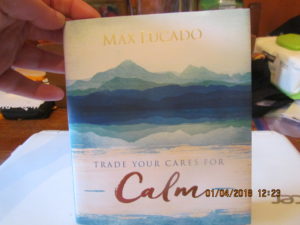 MAX LUCADO
TRADE YOUR CARES FOR
Calm
01/04/2018 12:23